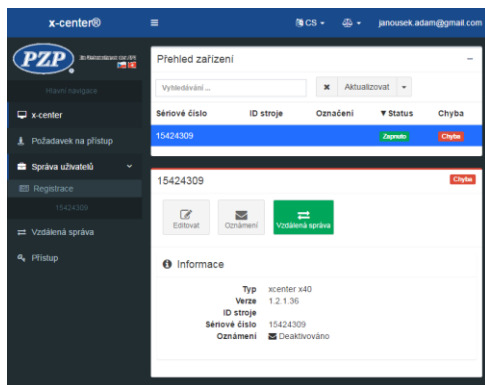 x-center®
CS
janousek.adam@gmail.com
PZP
Hlavní navigace
x-center
Požadavek na přístup
Správa uživatelů
Registrace
15424309
Vzdálená správa
Přístup
Přehled zařízení
Vyhledávání ...
Aktualizovat
Sériové číslo ID stroje Označení Status Chyba
15424309 Zapnuto Chyba
15424309 Chyba
Editovat Oznámení Vzdálená správa
Informace
Typ xcenter x40
Verze 1.2.1.36
ID stroje
Sériové číslo 15424309
Oznámení Deaktivováno